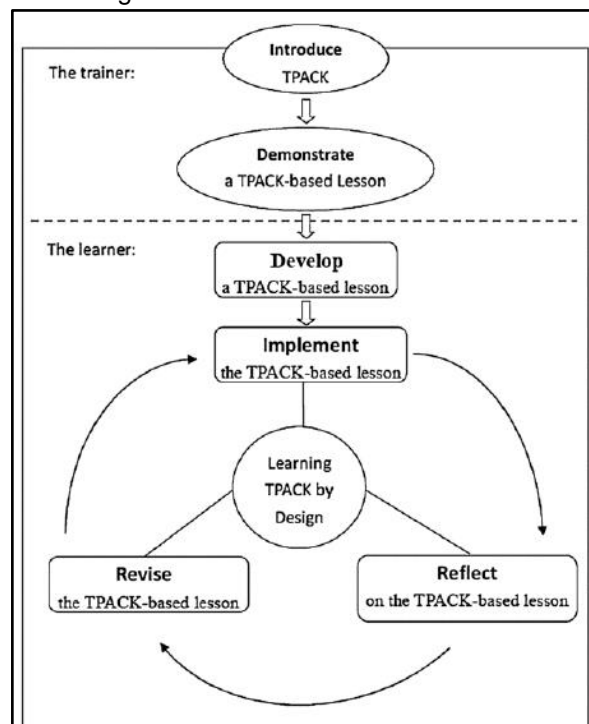 Introduce
TPACK
The trainer:
Demonstrate
a TPACK-based Lesson
The learner:
Develop
a TPACK-based lesson
Implement
the TPACK-based lesson
Learning
TPACK by
Design
Revise
the TPACK-based lesson
Reflect
on the TPACK-based lesson